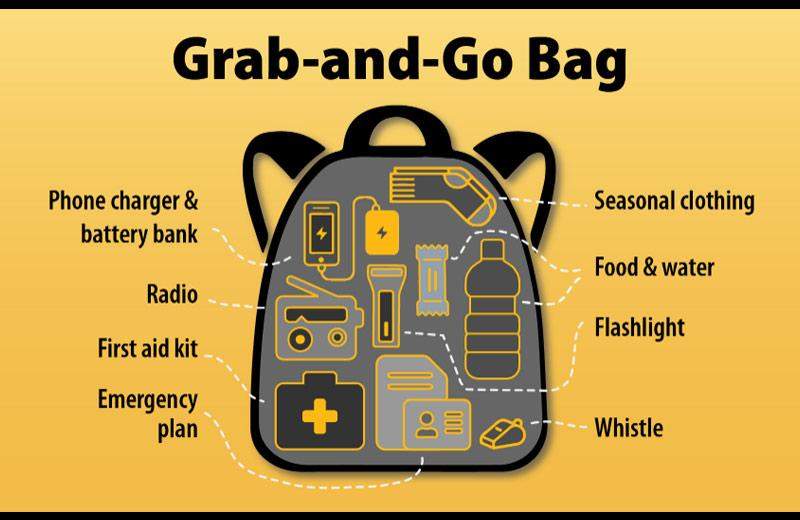 Grab-and-Go Bag
Phone charger &
battery bank
Radio
First aid kit
Emergency
plan
Seasonal clothing
Food & water
Flashlight
Whistle